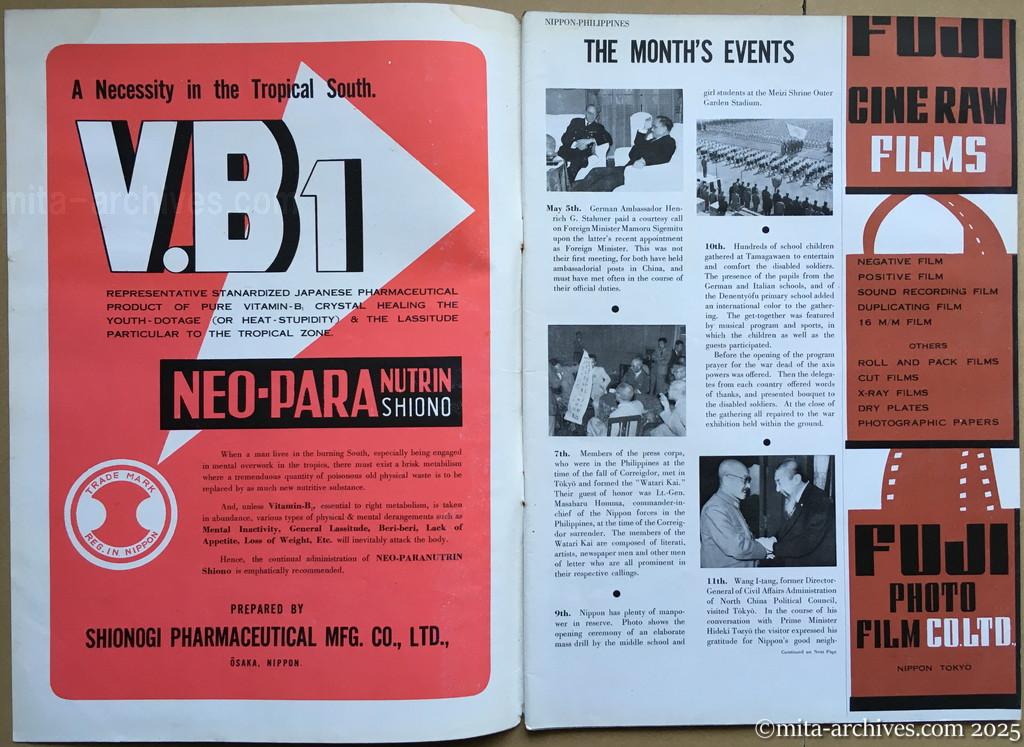 A Necessity in the Tropical South.
V.B1
REPRESENTATIVE STANARDIZED JAPANESE PHARMACEUTICAL
PRODUCT OF PURE VITAMIN-B1 CRYSTAL HEALING THE
YOUTH-DOTAGE (OR HEAT-STUPIDITY) & THE LASSITUDE
PARTICULAR TO THE TROPICAL ZONE.
NEO-PARA NUTRIN
SHIONO
When a man lives in the burning South, especially being engaged
in mental overwork in the tropics, there must exist a brisk metabilism
where a tremenduous quantity of poisonous old physical waste is to be
replaced by as much new nutritive substance.
And, unless Vitamin-B1, essential to right metabolism, is taken
in abundance, various types of physical & mental derangements such as
Mental Inactivity, General Lassitude, Beri-beri, Lack of
Appetite, Loss of Weight, Etc. will inevitably attack the body.
Hence, the continual administration of NEO-PARANUTRIN
Shiono is emphatically recommended.
TRADE MARK
REG. IN NIPPON
PREPARED BY
SHIONOGI PHARMACEUTICAL MFG. CO., LTD.,
ŌSAKA, NIPPON.
mita-archives.com
NIPPON-PHILIPPINES
THE MONTH'S EVENTS
May 5th. German Ambassador Hen-
rich G. Stahmer paid a courtesy call
on Foreign Minister Mamoru Sigemitu
upon the latter's recent appointment
as Foreign Minister. This was not
their first meeting, for both have held
ambassadorial posts in China, and
must have met often in the course of
their official duties.
7th. Members of the press corps,
who were in the Philippines at the
time of the fall of Corregidor, met in
Tōkyō and formed the "Watari Kai."
Their guest of honor was Lt.-Gen.
Masaharu Homma, commander-in-
chief of the Nippon forces in the
Philippines, at the time of the Correig-
dor surrender. The members of the
Watari Kai are composed of literati,
artists, newspaper men and other men
of letter who are all prominent in
their respective callings.
9th. Nippon has plenty of manpo-
wer in reserve. Photo shows the
opening ceremony of an elaborate
mass drill by the middle school and
girl students at the Meizi Shrine Outer
Garden Stadium.
10th. Hundreds of school children
gathered at Tamagawaen to entertain
and comfort the disabled soldiers.
The presence of the pupils from the
German and Italian schools, and of
the Denentyōfu primary school added
an international color to the gather-
ing. The get-together was featured
by musical program and sports, in
which the children as well as the
guests participated.
Before the opening of the program
prayer for the war dead of the axis
powers was offered. Then the delega-
tes from each country offered words
of thanks, and presented bouquet to
the disabled soldiers. At the close of
the gathering all repaired to the war
exhibition held within the ground.
11th. Wang I-tang, former Director-
General of Civil Affairs Administration
of North China Political Council,
visited Tōkyō. In the course of his
conversation with Prime Minister
Hideki Tozyō the visitor expressed his
gratitude for Nippon's good neigh-
Continued on Next Page
FUJI
CINE RAW
FILMS
NEGATIVE FILM
POSITIVE FILM
SOUND RECORDING FILM
DUPLICATING FILM
16 M/M FILM
OTHERS
ROLL AND PACK FILMS
CUT FILMS
X-RAY FILMS
DRY PLATES
PHOTOGRAPHIC PAPERS
FUJI
PHOTO
FILM CO.LTD.
NIPPON TOKYO
©mita-archives.com 2025